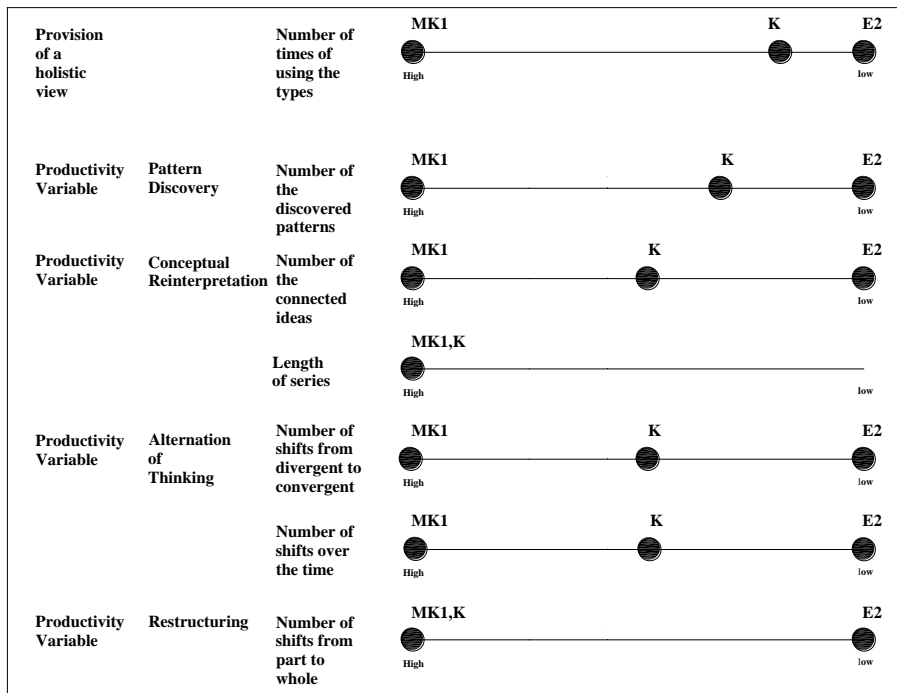 MK1 K E2
Provision of a holistic view
Number of times of using the types
High low
MK1 K E2
Productivity Variable
Pattern Discovery
Number of the discovered patterns
High low
MK1 K E2
Productivity Variable
Conceptual Reinterpretation
Number of the connected ideas
High low
MK1,K
Length of series
High low
MK1 K E2
Productivity Variable
Alternation of Thinking
Number of shifts from divergent to convergent
High low
MK1 K E2
Number of shifts over the time
High low
MK1,K E2
Productivity Variable
Restructuring
Number of shifts from part to whole
High low